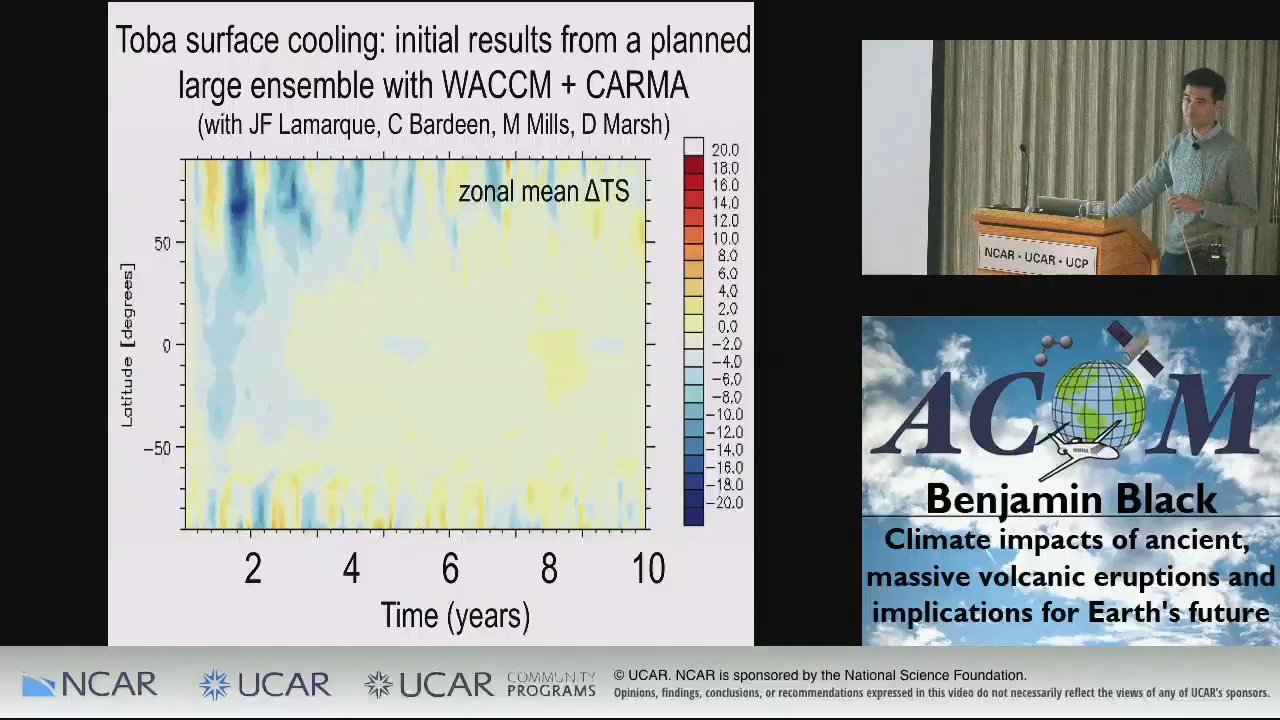 Toba surface cooling: initial results from a planned
large ensemble with WACCM + CARMA
(with JF Lamarque, C Bardeen, M Mills, D Marsh)
zonal mean ΔTS
20.0
18.0
16.0
14.0
12.0
10.0
8.0
6.0
4.0
2.0
0.0
−2.0
−4.0
−6.0
−8.0
−10.0
−12.0
−14.0
−16.0
−18.0
−20.0
50
0
−50
Latitude [degrees]
2 4 6 8 10
Time (years)
NCAR • UCAR • UCP
ACOM
Benjamin Black
Climate impacts of ancient,
massive volcanic eruptions and
implications for Earth's future
NCAR
UCAR
UCAR COMMUNITY
PROGRAMS
© UCAR. NCAR is sponsored by the National Science Foundation.
Opinions, findings, conclusions, or recommendations expressed in this video do not necessarily reflect the views of any of UCAR's sponsors.